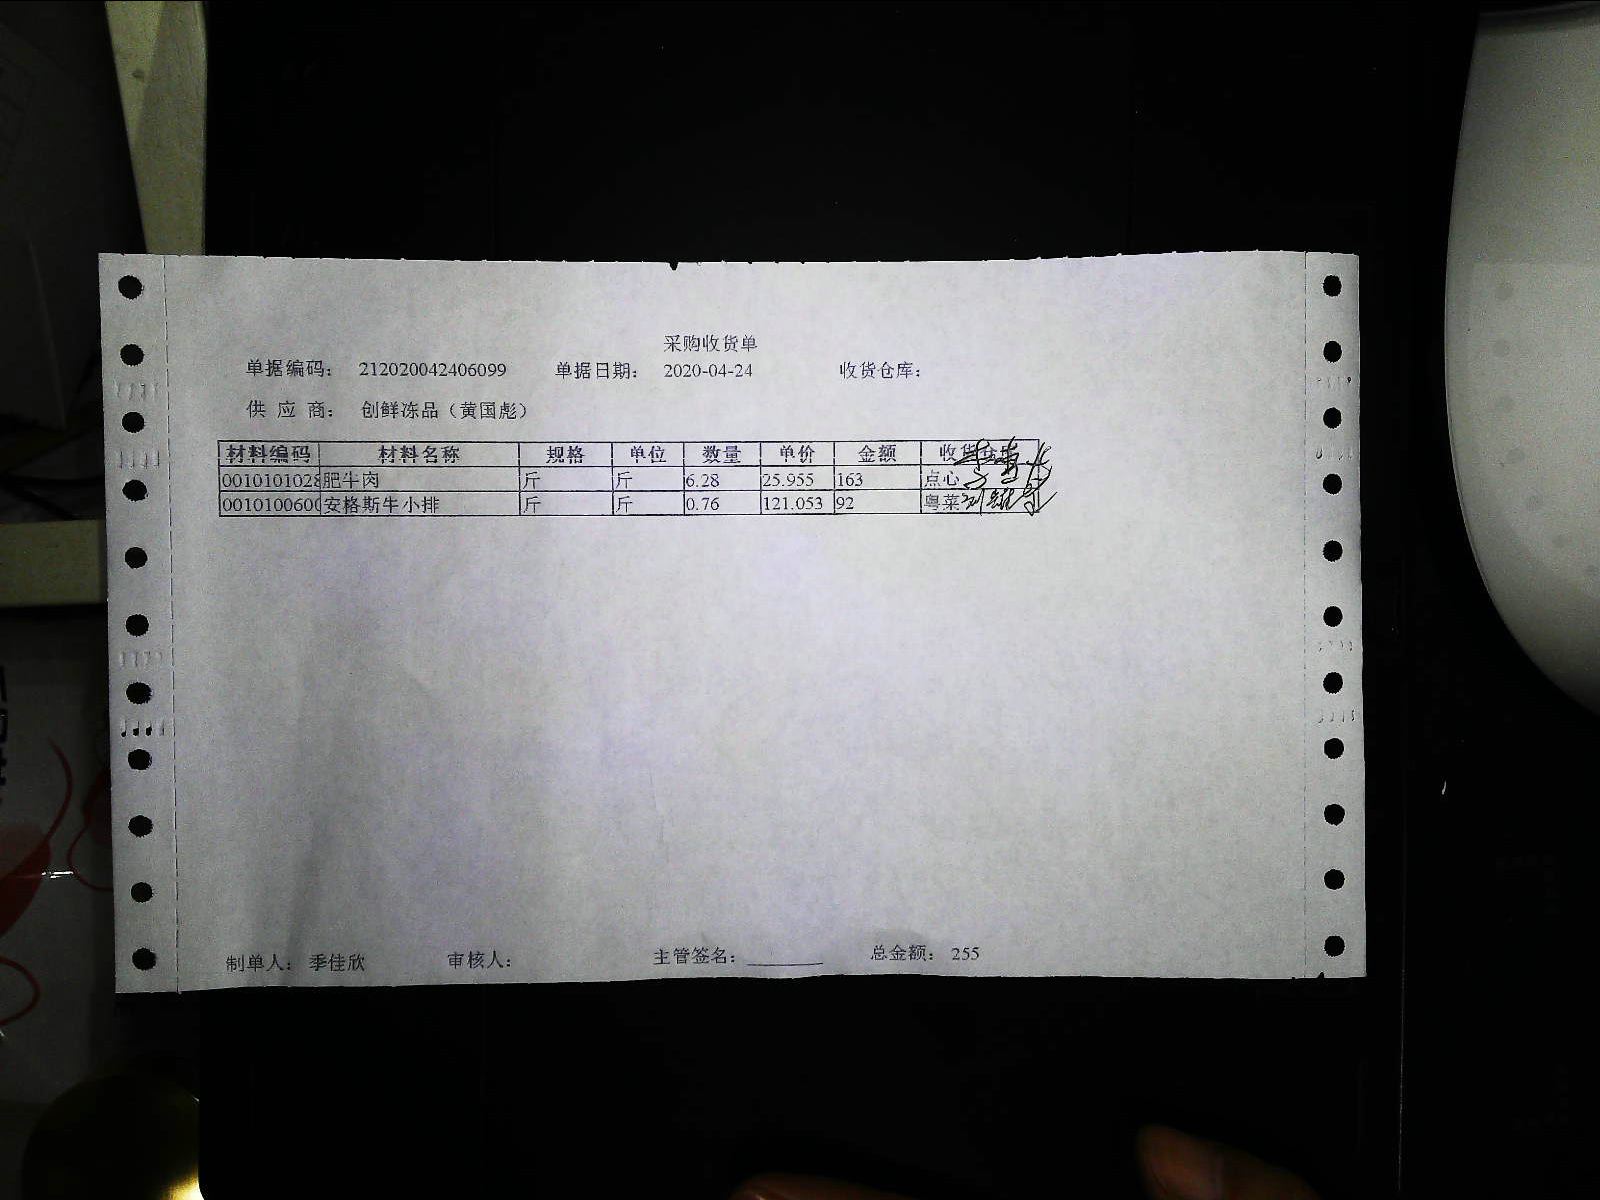 采购收货单
单据编码： 212020042406099 单据日期： 2020-04-24 收货仓库：
供 应 商： 创鲜冻品（黄国彪）
材料编码 材料名称 规格 单位 数量 单价 金额 收货仓库
0010101028 肥牛肉 斤 斤 6.28 25.955 163 点心
0010100600 安格斯牛小排 斤 斤 0.76 121.053 92 粤菜
制单人： 季佳欣 审核人： 主管签名： 总金额： 255